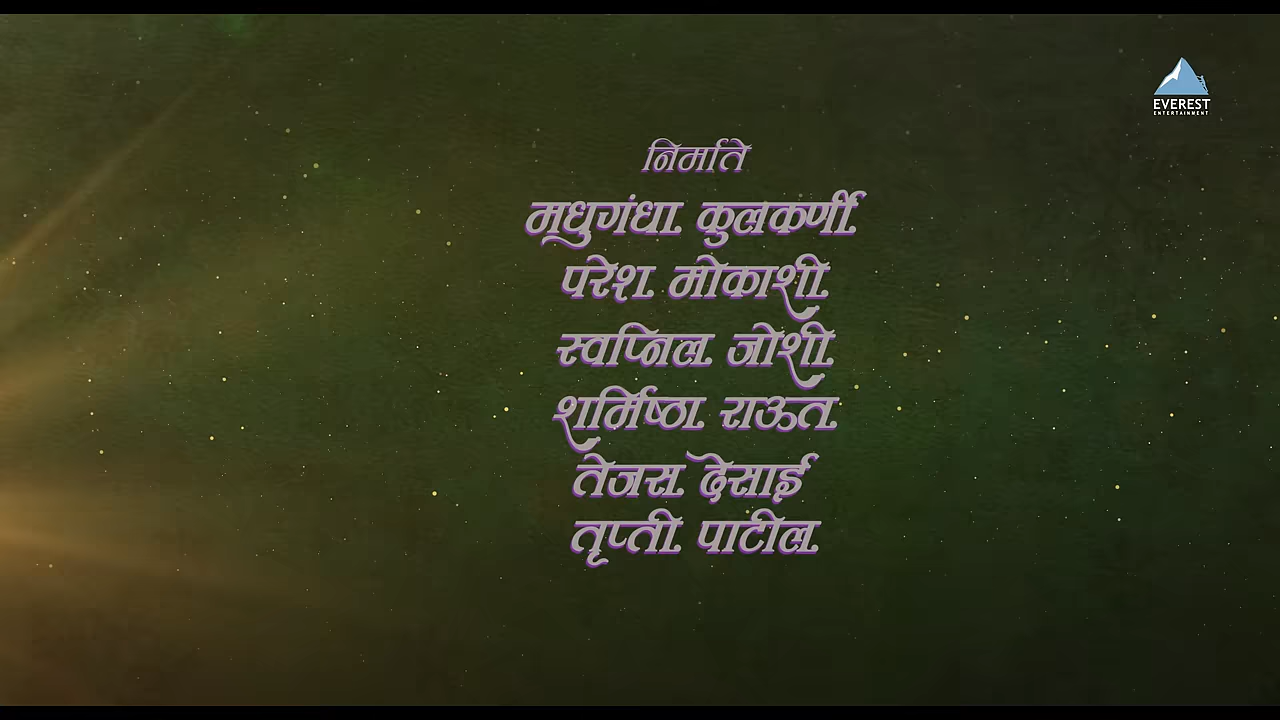 EVEREST
ENTERTAINMENT
निर्माते
मधुगंधा कुलकर्णी
परेश मोकाशी
स्वप्निल जोशी
शर्मिष्ठा राऊत
तेजस देसाई
तृप्ती पाटील